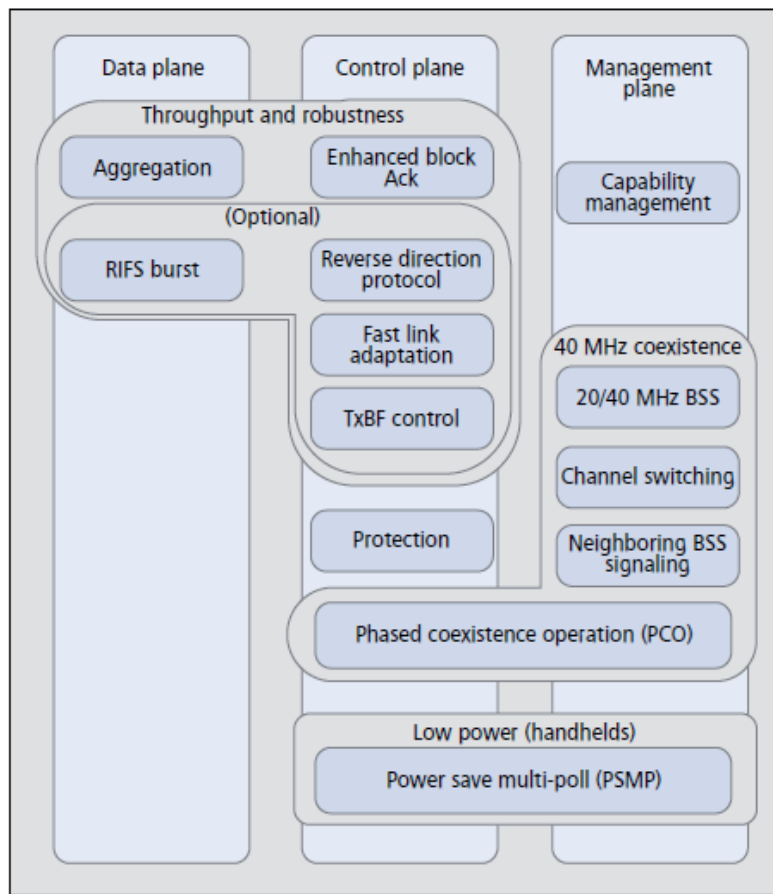 Data plane
Control plane
Management
plane
Throughput and robustness
Aggregation
Enhanced block
Ack
Capability
management
(Optional)
RIFS burst
Reverse direction
protocol
Fast link
adaptation
40 MHz coexistence
20/40 MHz BSS
TxBF control
Channel switching
Protection
Neighboring BSS
signaling
Phased coexistence operation (PCO)
Low power (handhelds)
Power save multi-poll (PSMP)